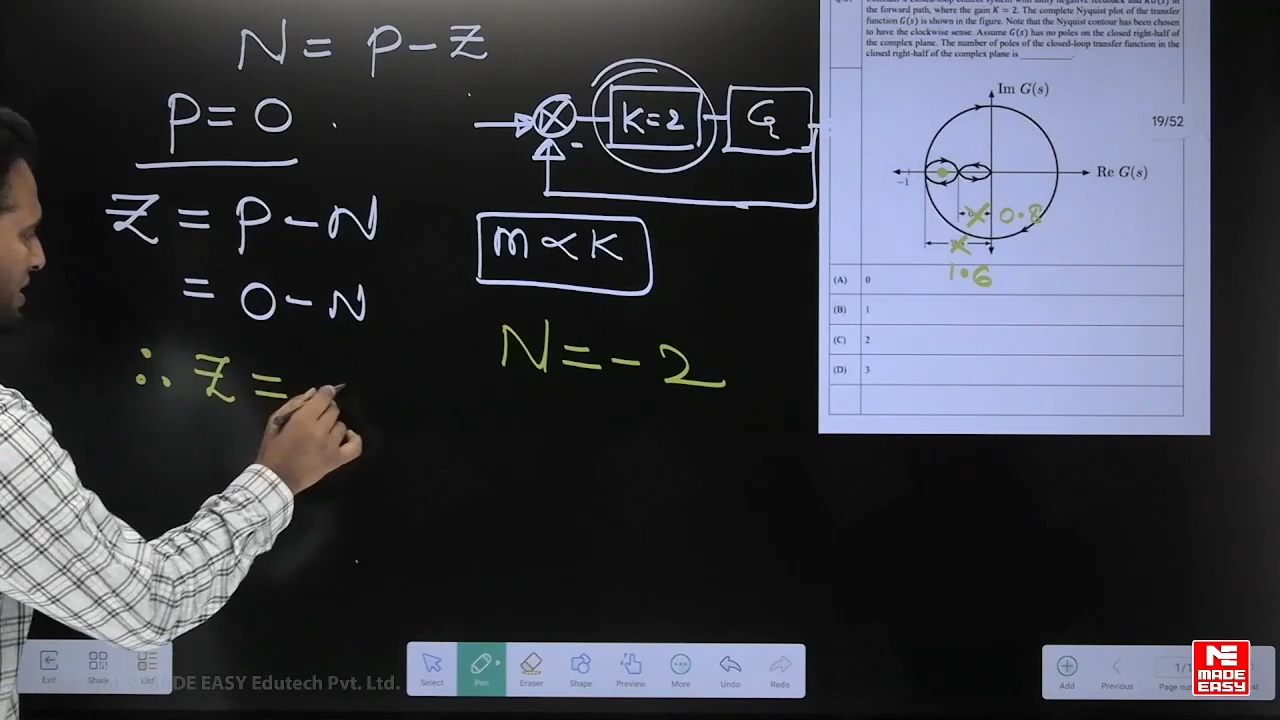 N = P - Z
P = 0
Z = P - N
= 0 - N
∴ Z =
K=2
G
-
m ∝ K
N = - 2
the forward path, where the gain K = 2. The complete Nyquist plot of the transfer
function G(s) is shown in the figure. Note that the Nyquist contour has been chosen
to have the clockwise sense. Assume G(s) has no poles on the closed right-half of
the complex plane. The number of poles of the closed-loop transfer function in the
closed right-half of the complex plane is ________.
Im G(s)
19/52
Re G(s)
-1
0.8
1.6
(A) 0
(B) 1
(C) 2
(D) 3
Exit
Share
List
MADE EASY Edutech Pvt. Ltd.
Select
Pen
Eraser
Shape
Preview
More
Undo
Redo
Add
Previous
1/1
Page
ME
MADE
EASY